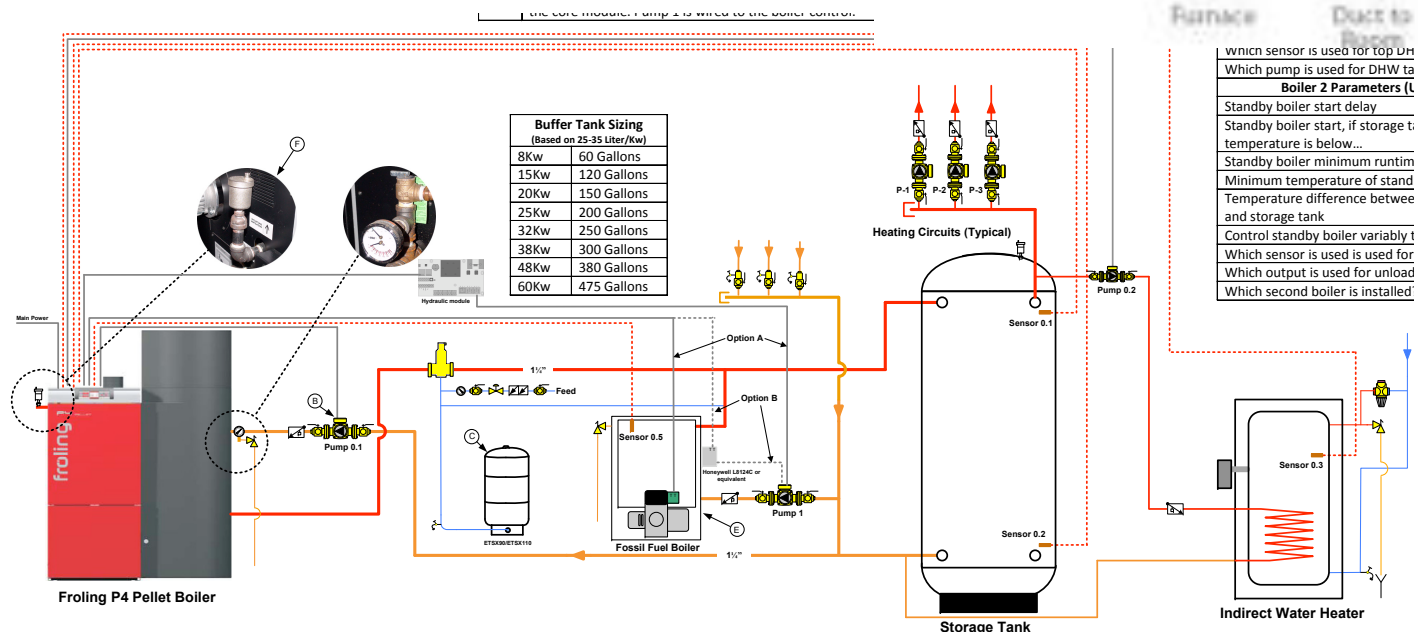 the core module. Pump 1 is wired to the boiler control.
Furnace
Duct to
Room
Which sensor is used for top DH
Which pump is used for DHW ta
Boiler 2 Parameters (U
Standby boiler start delay
Standby boiler start, if storage ta
temperature is below…
Standby boiler minimum runtim
Minimum temperature of stand
Temperature difference betwee
and storage tank
Control standby boiler variably t
Which sensor is used is used for
Which output is used for unload
Which second boiler is installed?
Buffer Tank Sizing
(Based on 25-35 Liter/Kw)
8Kw 60 Gallons
15Kw 120 Gallons
20Kw 150 Gallons
25Kw 200 Gallons
32Kw 250 Gallons
38Kw 300 Gallons
48Kw 380 Gallons
60Kw 475 Gallons
F
P-1 P-2 P-3
Heating Circuits (Typical)
Hydraulic module
Pump 0.2
Main Power
Sensor 0.1
Option A
1¼"
Feed
Option B
B
Pump 0.1
froling
P4 PELLET
C
ETSX90/ETSX110
Sensor 0.5
Honeywell L8124C or
equivalent
Pump 1
E
Fossil Fuel Boiler
1¼"
Sensor 0.3
Sensor 0.2
Froling P4 Pellet Boiler
Storage Tank
Indirect Water Heater